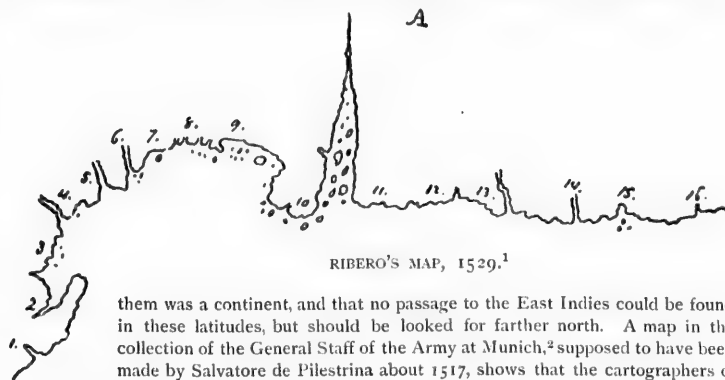 A
6. 7. 8. 9.
5.
4.
3
10 11. 12. 13. 14. 15. 16.
2
1.
RIBERO'S MAP, 1529.¹
them was a continent, and that no passage to the East Indies could be foun
in these latitudes, but should be looked for farther north. A map in th
collection of the General Staff of the Army at Munich,² supposed to have bee
made by Salvatore de Pilestrina about 1517, shows that the cartographers o